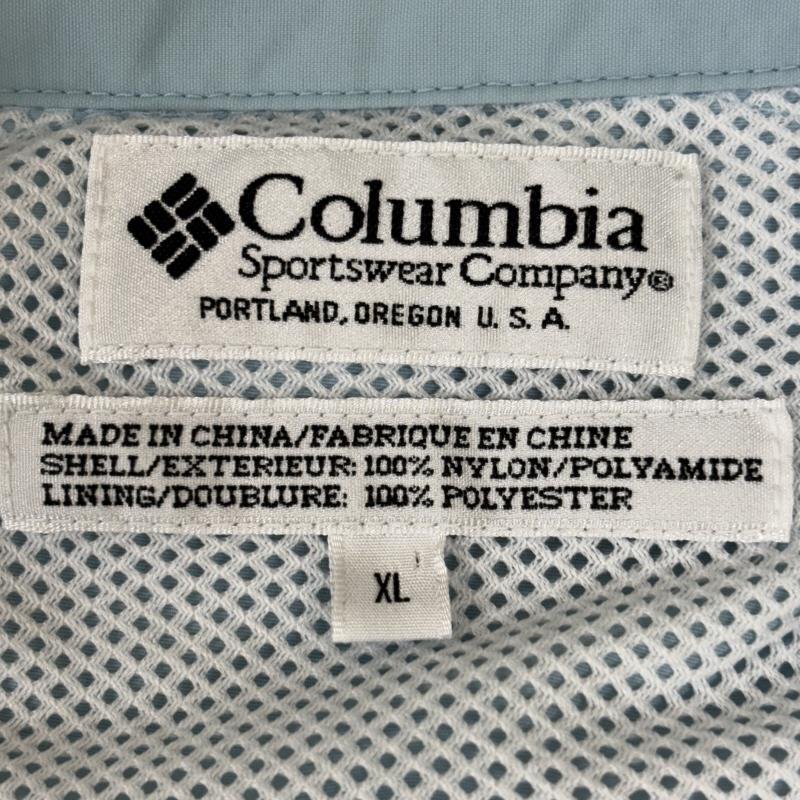 Columbia
Sportswear Company®
PORTLAND, OREGON U. S. A.
MADE IN CHINA/FABRIQUE EN CHINE
SHELL/EXTERIEUR: 100% NYLON/POLYAMIDE
LINING/DOUBLURE: 100% POLYESTER
XL